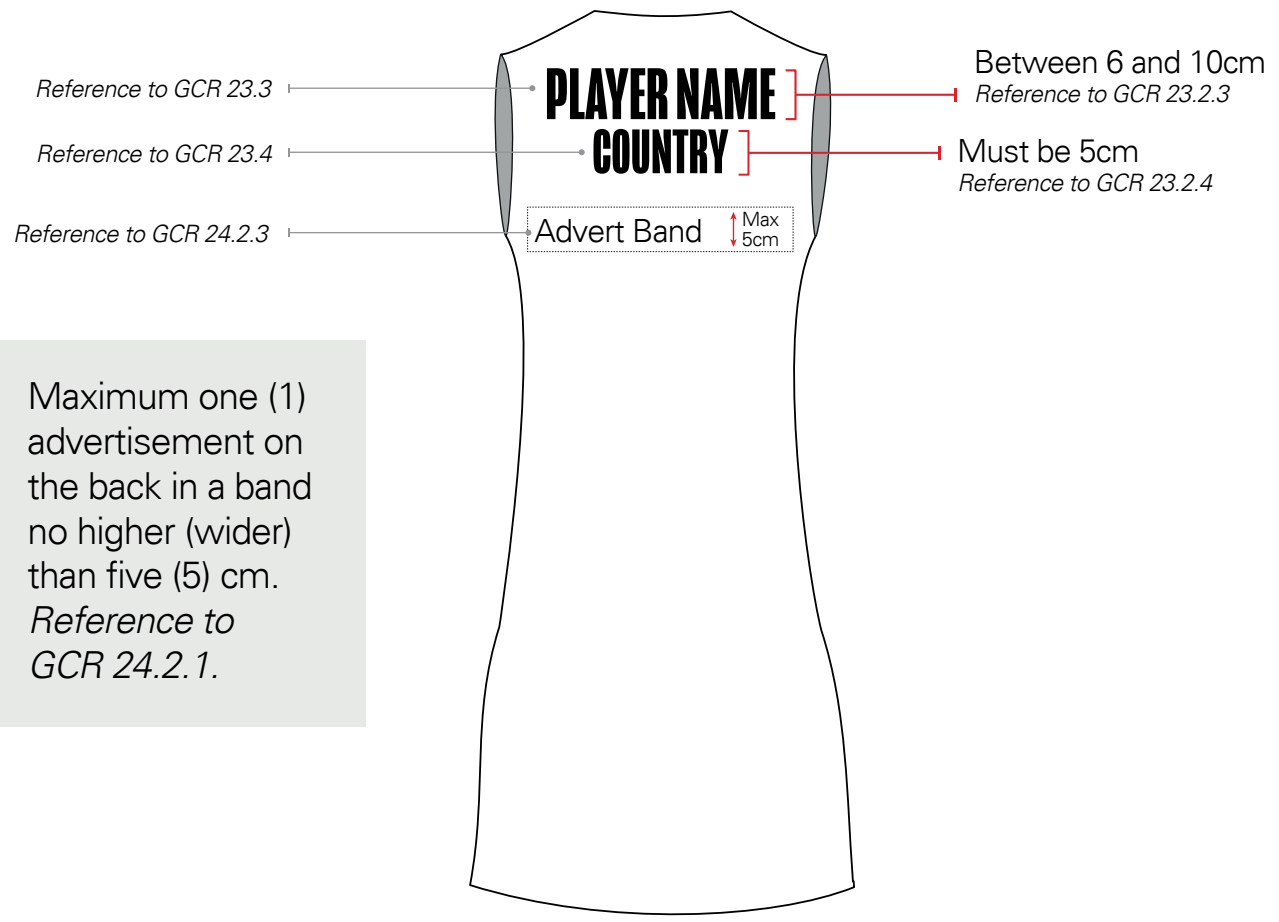 Reference to GCR 23.3
PLAYER NAME
Between 6 and 10cm
Reference to GCR 23.2.3
Reference to GCR 23.4
COUNTRY
Must be 5cm
Reference to GCR 23.2.4
Reference to GCR 24.2.3
Advert Band
Max
5cm
Maximum one (1)
advertisement on
the back in a band
no higher (wider)
than five (5) cm.
Reference to
GCR 24.2.1.